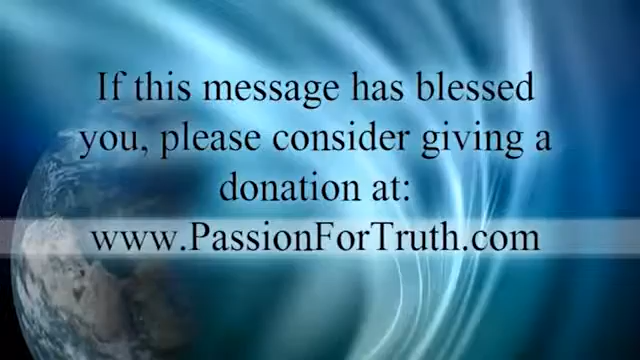 If this message has blessed
you, please consider giving a
donation at:
www.PassionForTruth.com